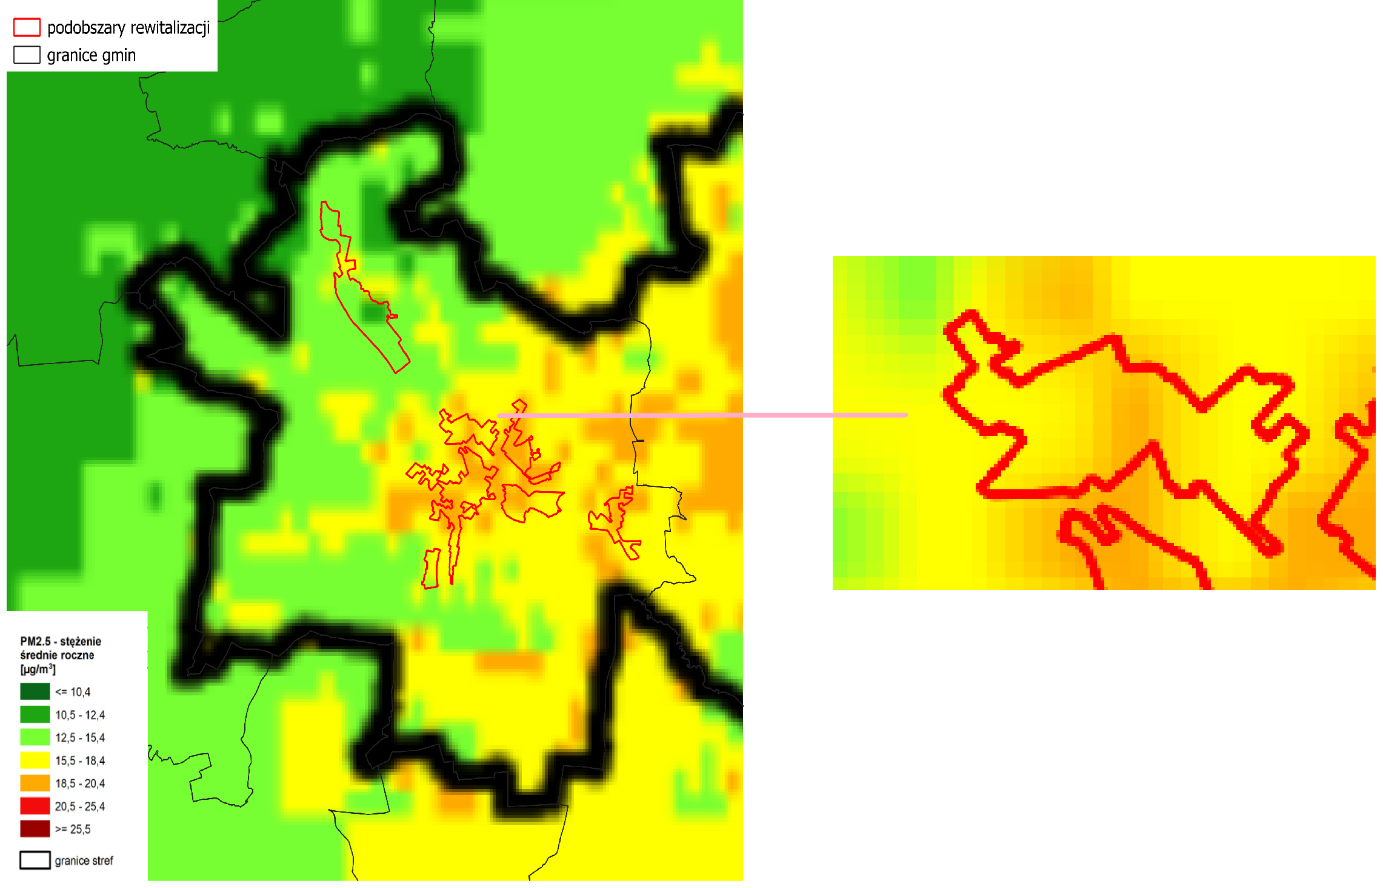 podobszary rewitalizacji
granice gmin
PM2.5 - stężenie
średnie roczne
[µg/m³]
<= 10,4
10,5 - 12,4
12,5 - 15,4
15,5 - 18,4
18,5 - 20,4
20,5 - 25,4
>= 25,5
granice stref